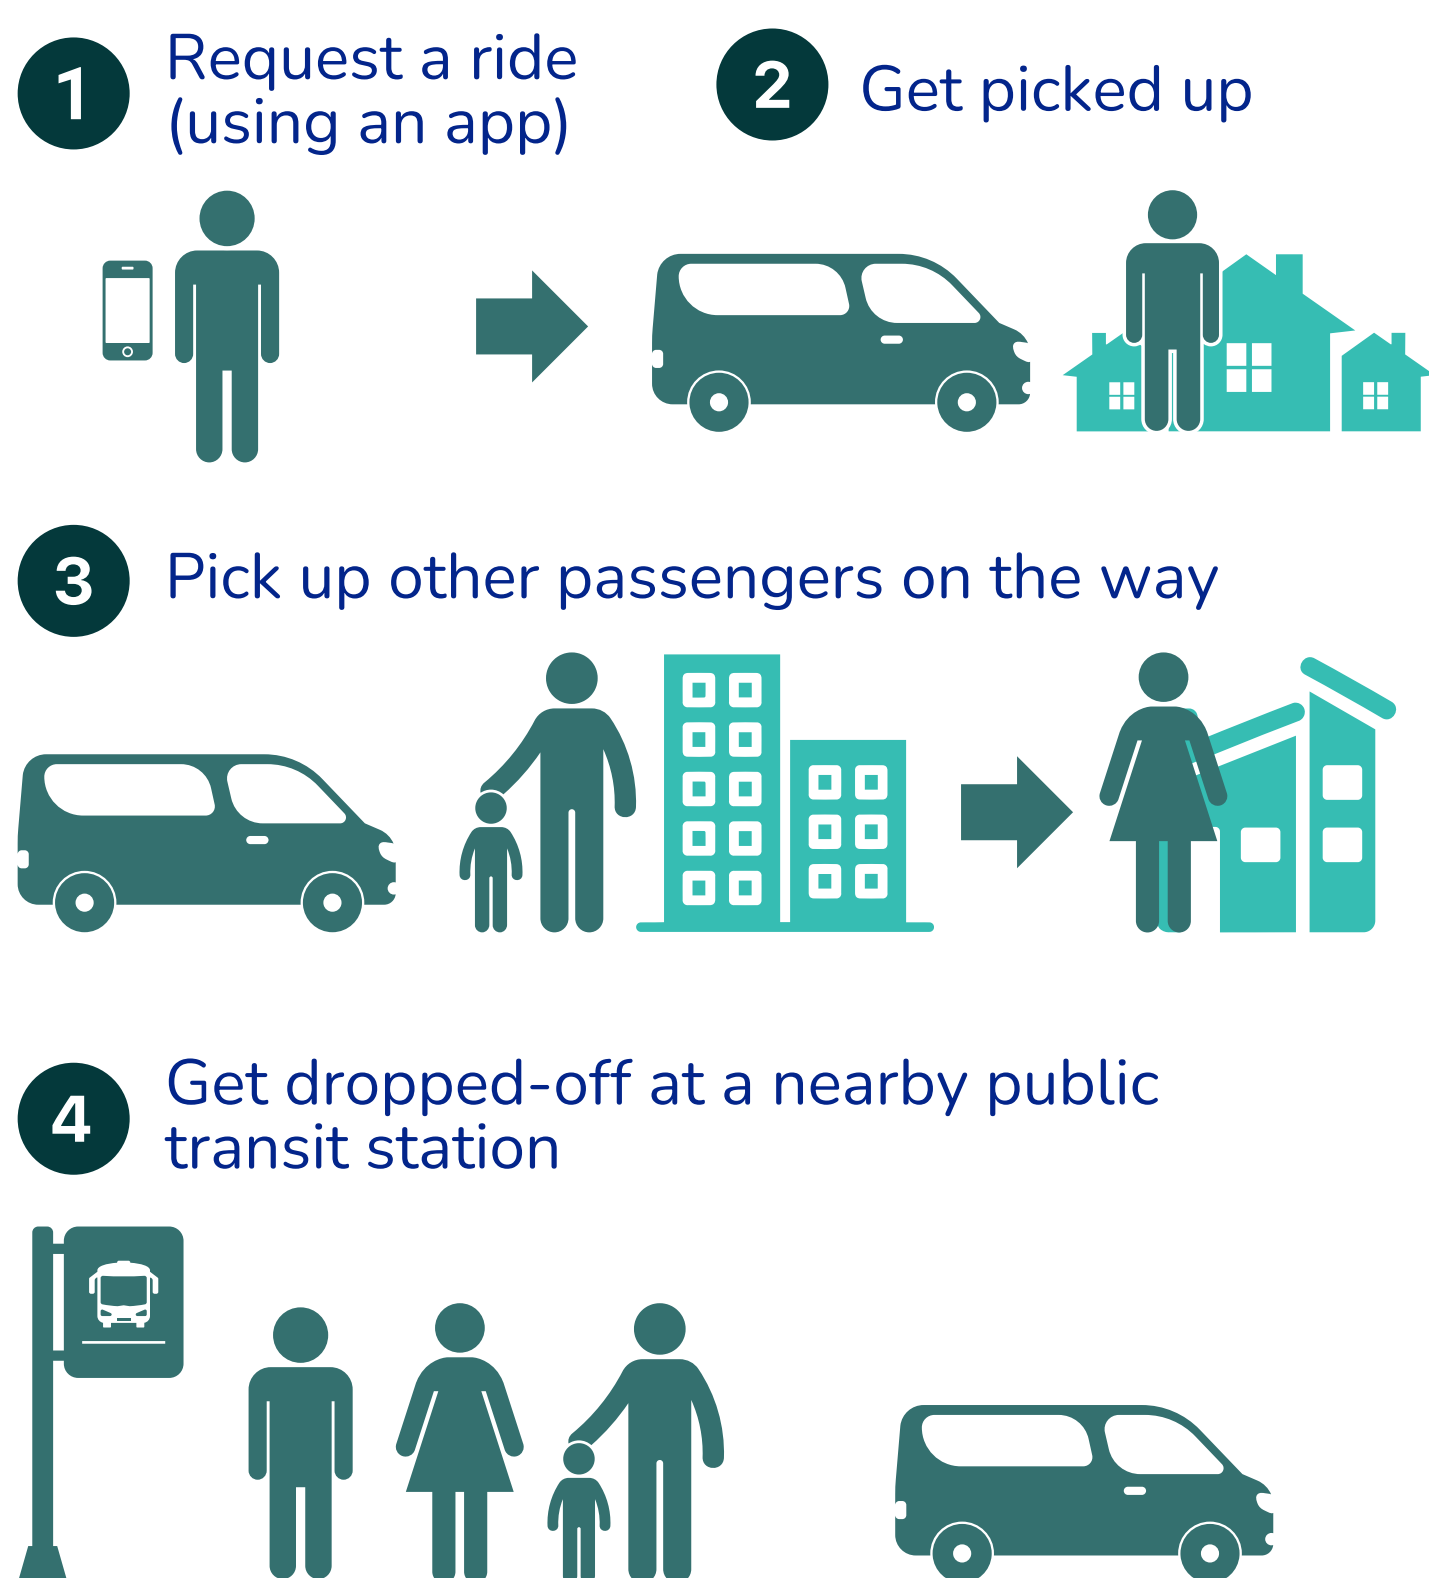 1
Request a ride
(using an app)
2
Get picked up
3
Pick up other passengers on the way
4
Get dropped-off at a nearby public
transit station